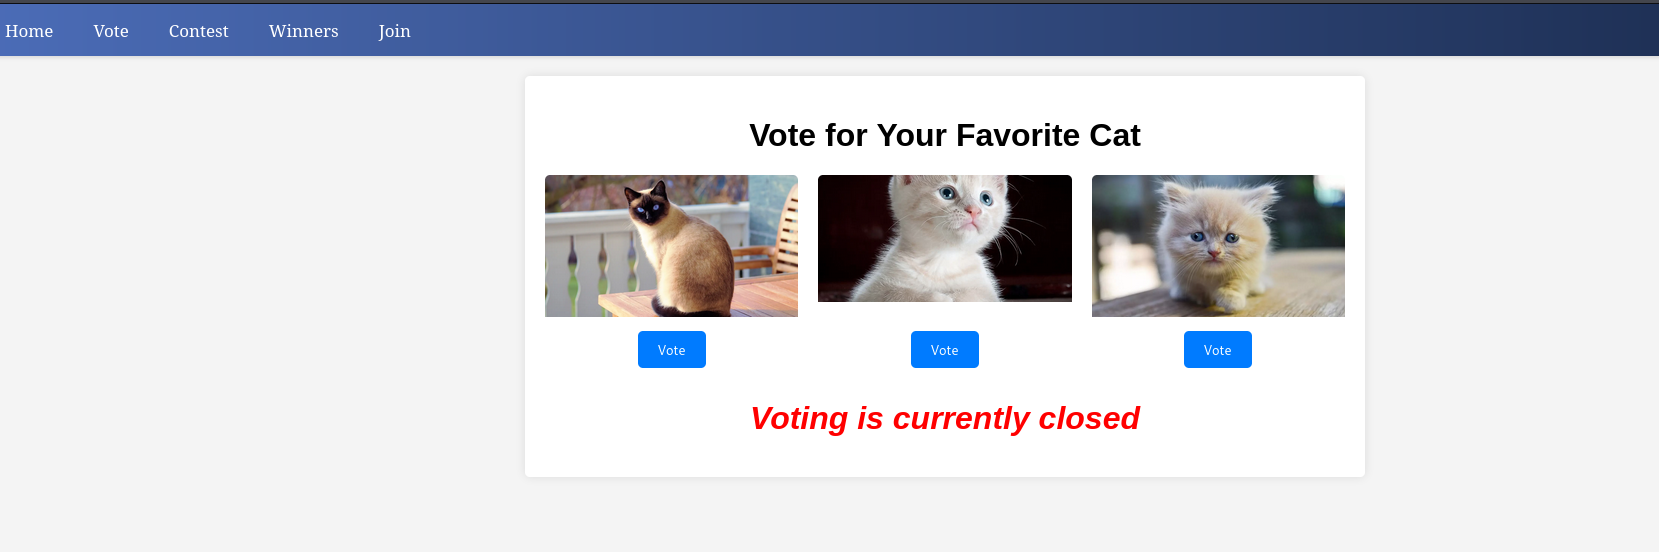 Home Vote Contest Winners Join
Vote for Your Favorite Cat
Vote Vote Vote
Voting is currently closed